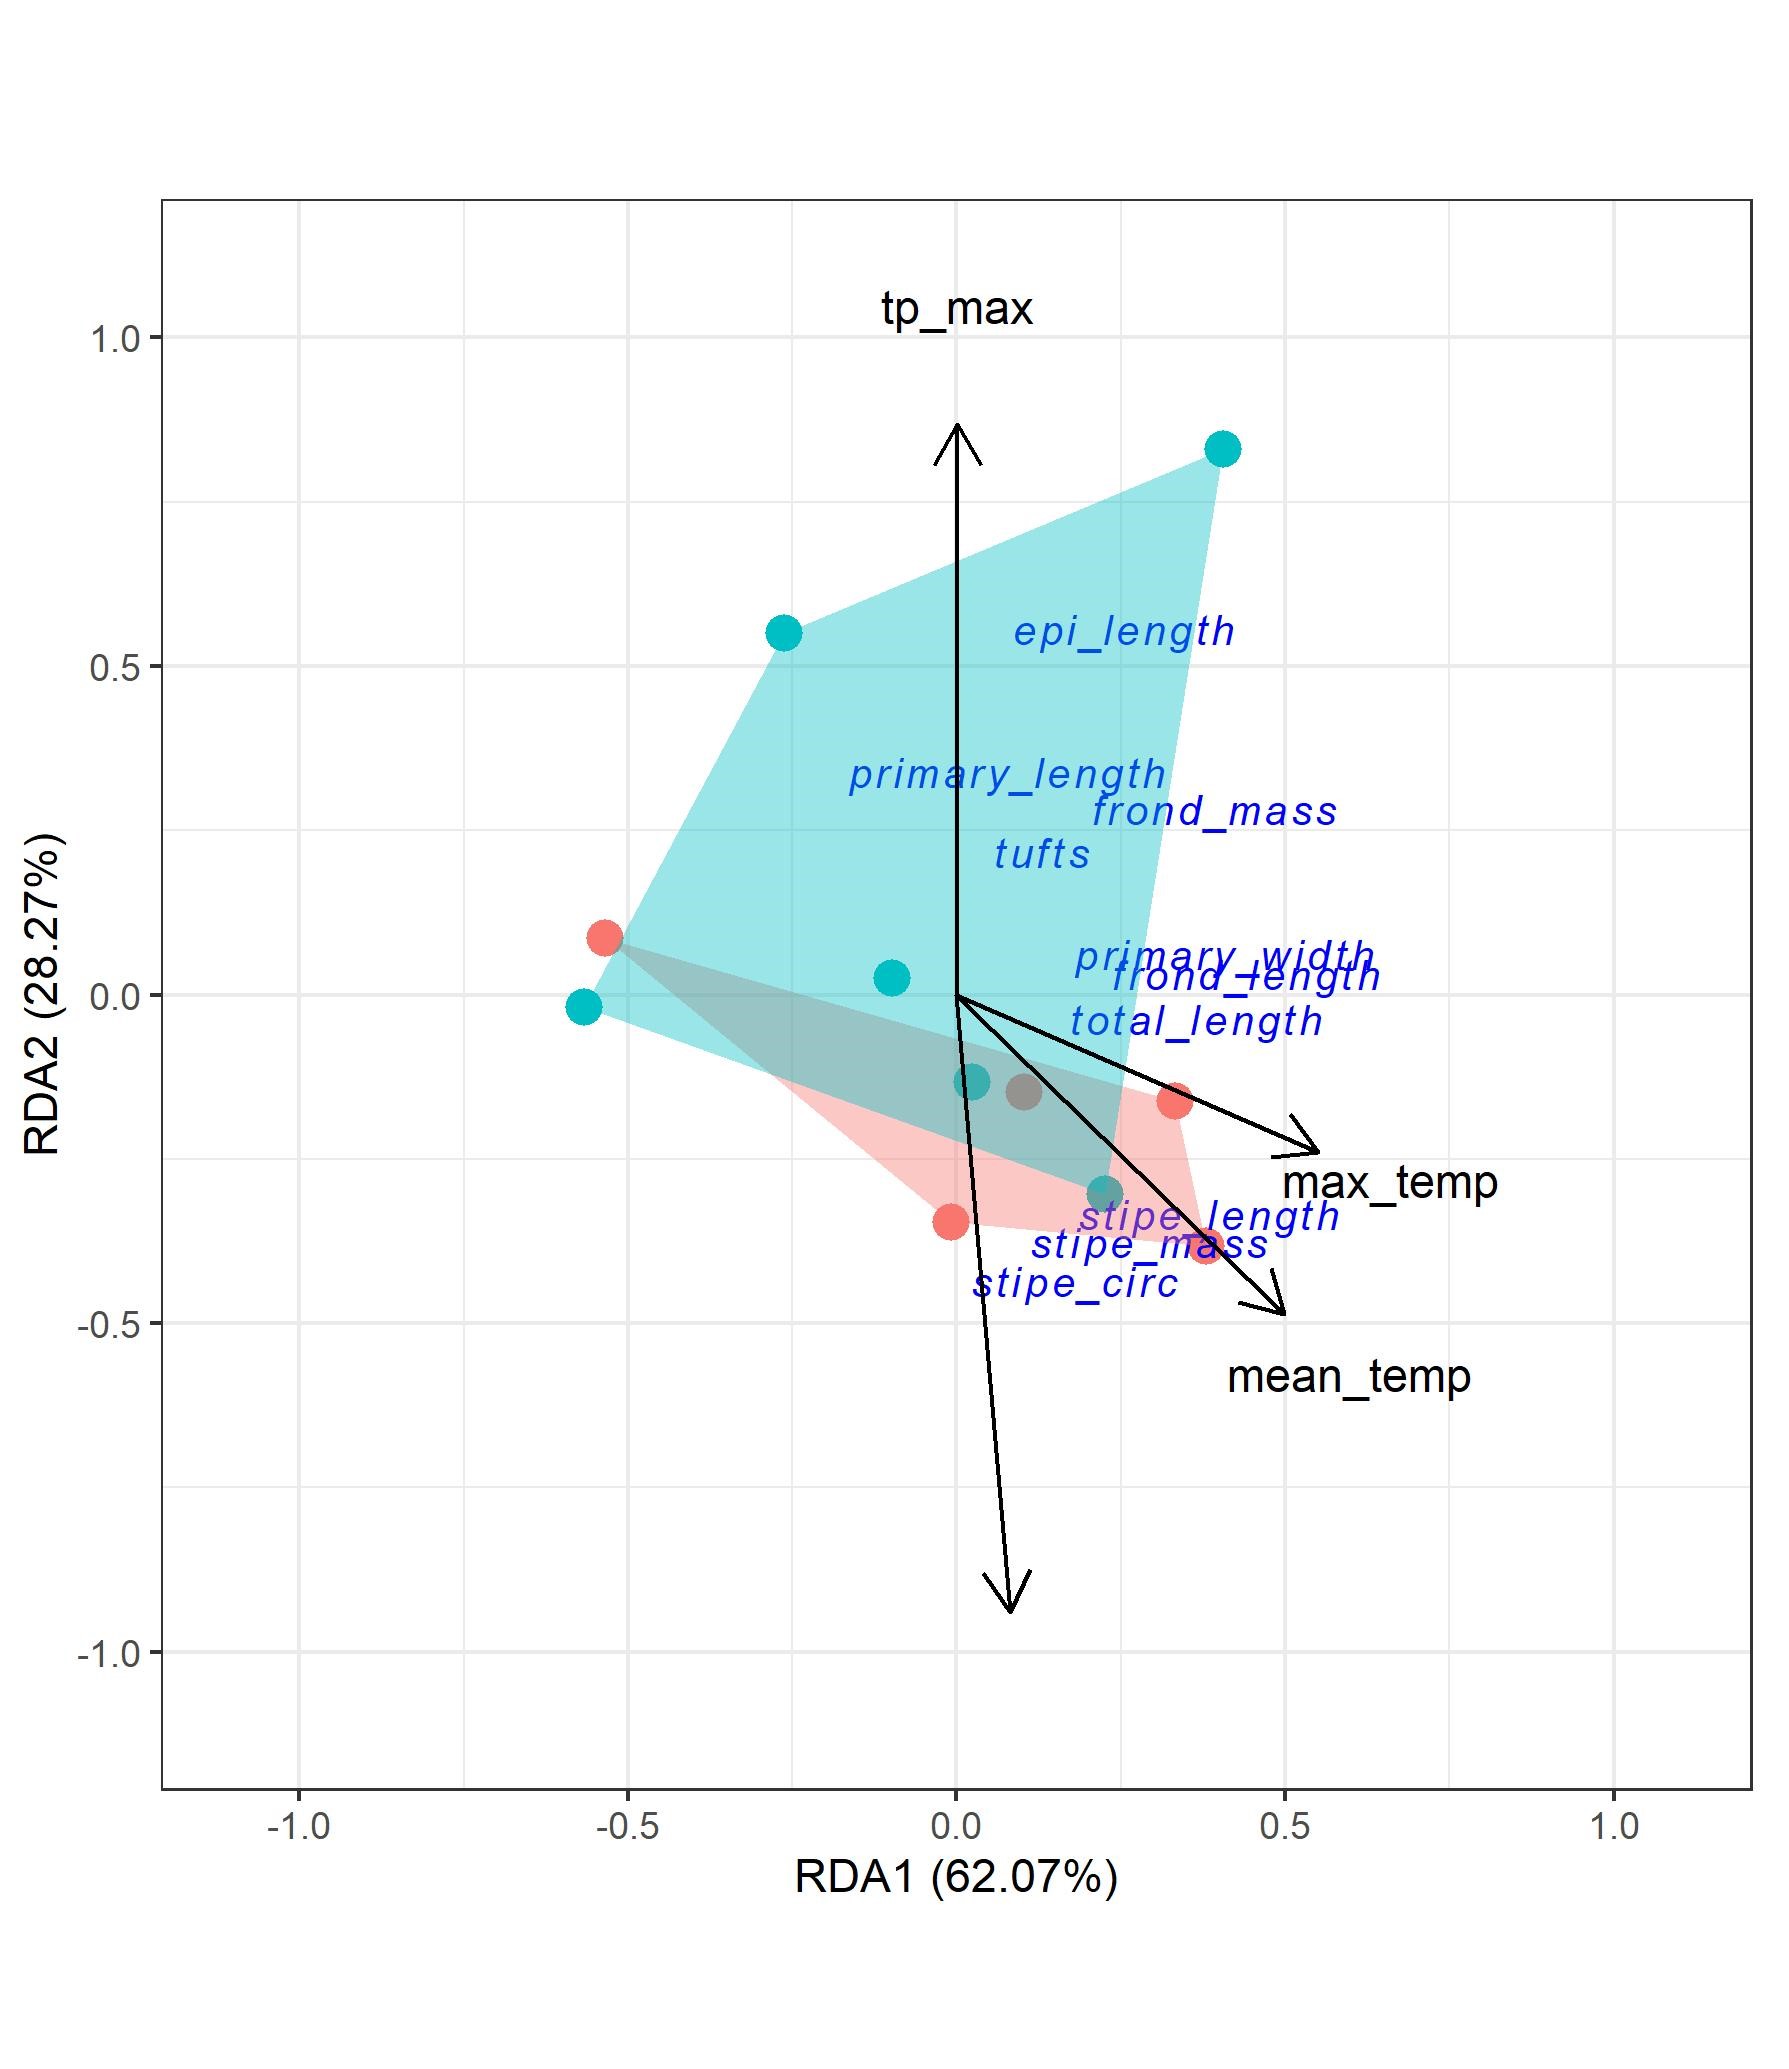 tp_max
1.0
epi_length
0.5
primary_length
frond_mass
tufts
primary_width
frond_length
0.0
total_length
max_temp
stipe_length
stipe_mass
stipe_circ
-0.5
mean_temp
-1.0
RDA2 (28.27%)
-1.0 -0.5 0.0 0.5 1.0
RDA1 (62.07%)